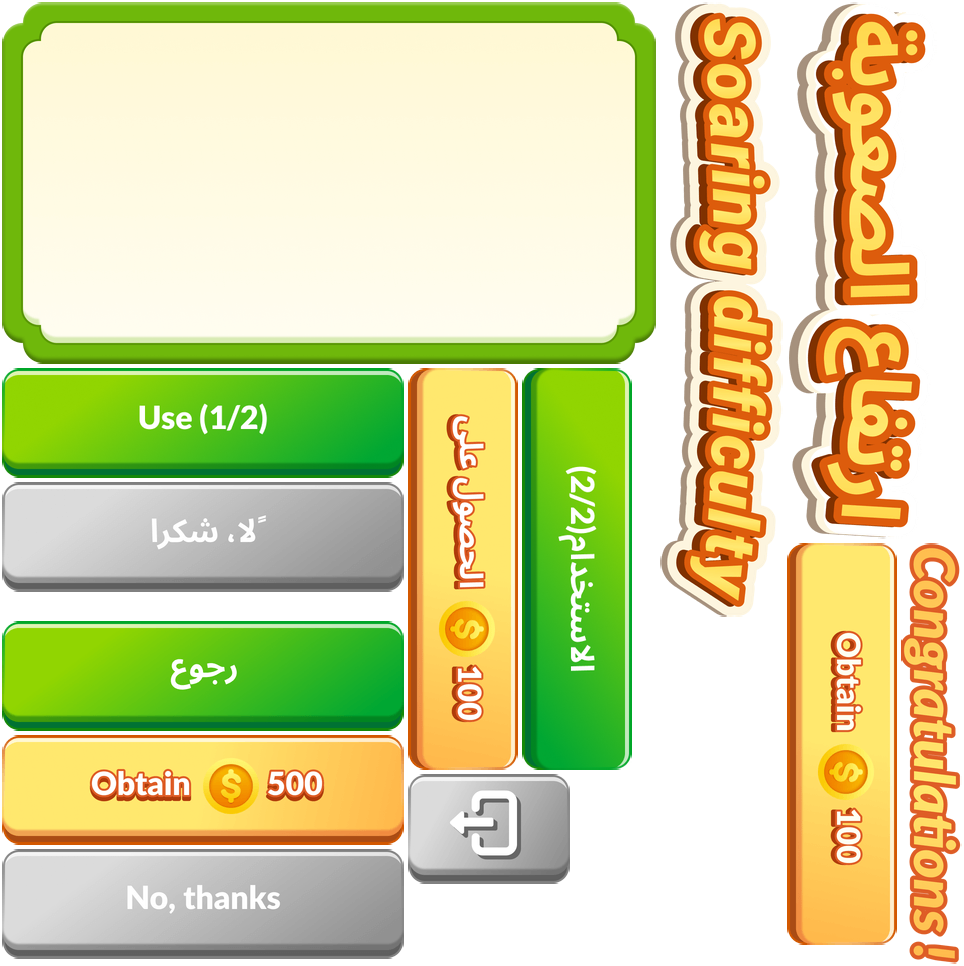 Use (1/2)
لا، شكراً
رجوع
Obtain $ 500
No, thanks
الحصول على $ 100
الاستخدام(2/2)
Soaring difficulty
ارتفاع الصعوبة
Obtain $ 100
Congratulations !